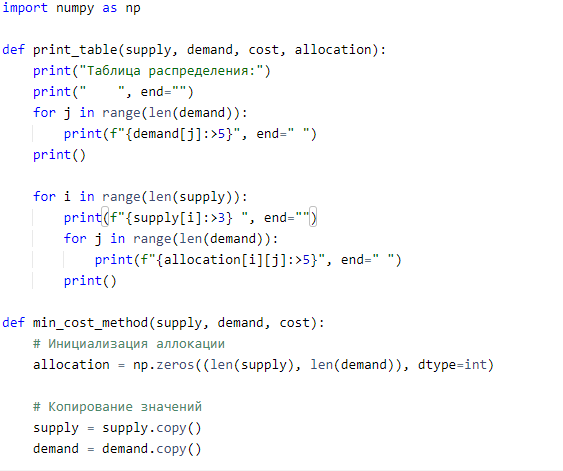 import numpy as np

def print_table(supply, demand, cost, allocation):
    print("Таблица распределения:")
    print("    ", end="")
    for j in range(len(demand)):
        print(f"{demand[j]:>5}", end=" ")
    print()

    for i in range(len(supply)):
        print(f"{supply[i]:>3} ", end="")
        for j in range(len(demand)):
            print(f"{allocation[i][j]:>5}", end=" ")
        print()

def min_cost_method(supply, demand, cost):
    # Инициализация аллокации
    allocation = np.zeros((len(supply), len(demand)), dtype=int)

    # Копирование значений
    supply = supply.copy()
    demand = demand.copy()